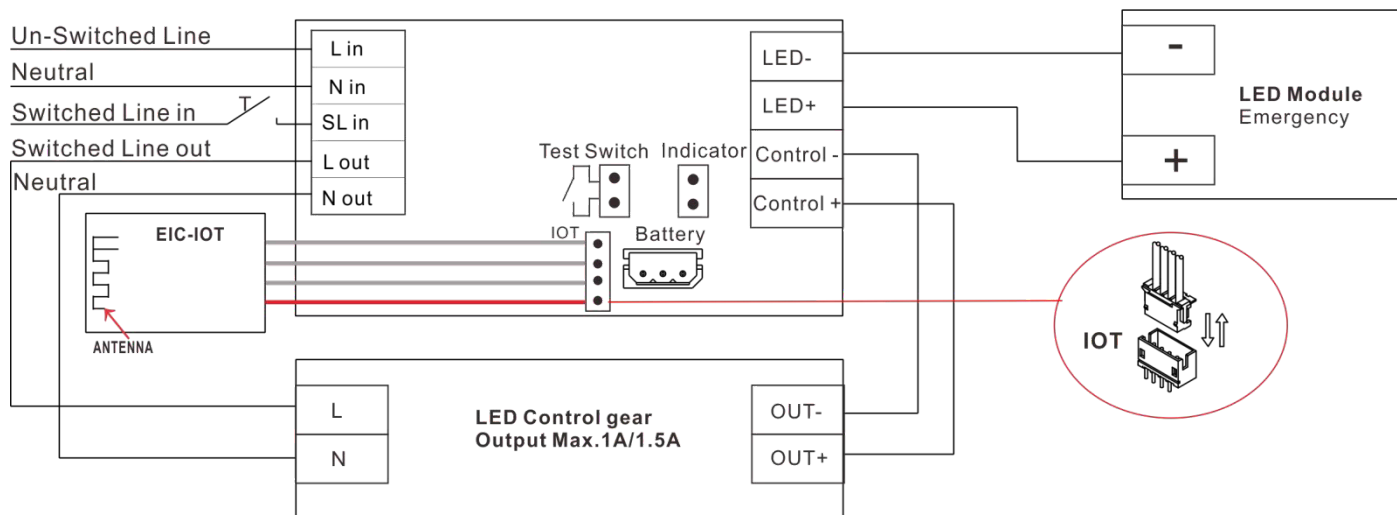 Un-Switched Line
Neutral
Switched Line in
Switched Line out
Neutral
L in
N in
SL in
L out
N out
Test Switch
Indicator
IOT
Battery
LED-
LED+
Control -
Control +
-
+
LED Module
Emergency
EIC-IOT
ANTENNA
IOT
L
N
LED Control gear
Output Max.1A/1.5A
OUT-
OUT+